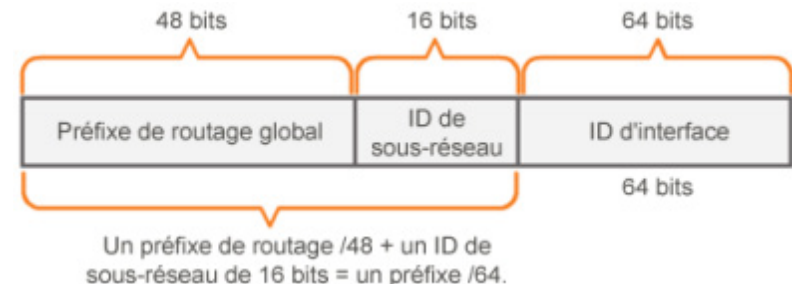 48 bits
16 bits
64 bits
Préfixe de routage global
ID de
sous-réseau
ID d'interface
64 bits
Un préfixe de routage /48 + un ID de
sous-réseau de 16 bits = un préfixe /64.